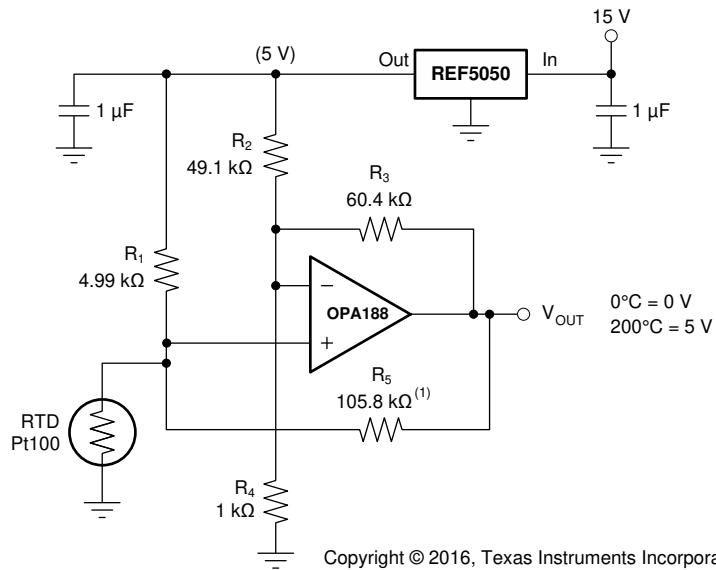 15 V
(5 V)
Out
REF5050
In
1 µF
1 µF
R2
49.1 kΩ
R3
60.4 kΩ
R1
4.99 kΩ
−
OPA188
+
VOUT
0°C = 0 V
200°C = 5 V
R5
105.8 kΩ(1)
RTD
Pt100
R4
1 kΩ
Copyright © 2016, Texas Instruments Incorpora